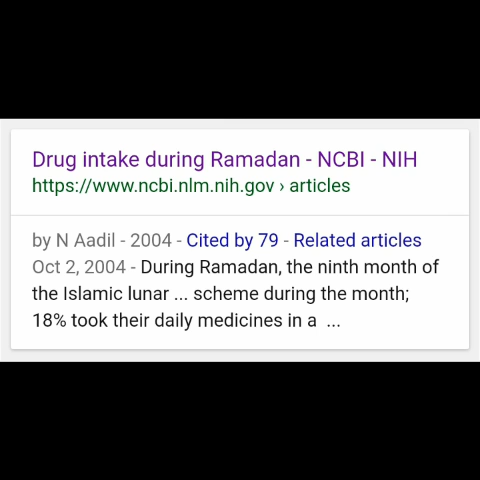 Drug intake during Ramadan - NCBI - NIH
https://www.ncbi.nlm.nih.gov › articles
by N Aadil - 2004 - Cited by 79 - Related articles
Oct 2, 2004 - During Ramadan, the ninth month of
the Islamic lunar ... scheme during the month;
18% took their daily medicines in a ...